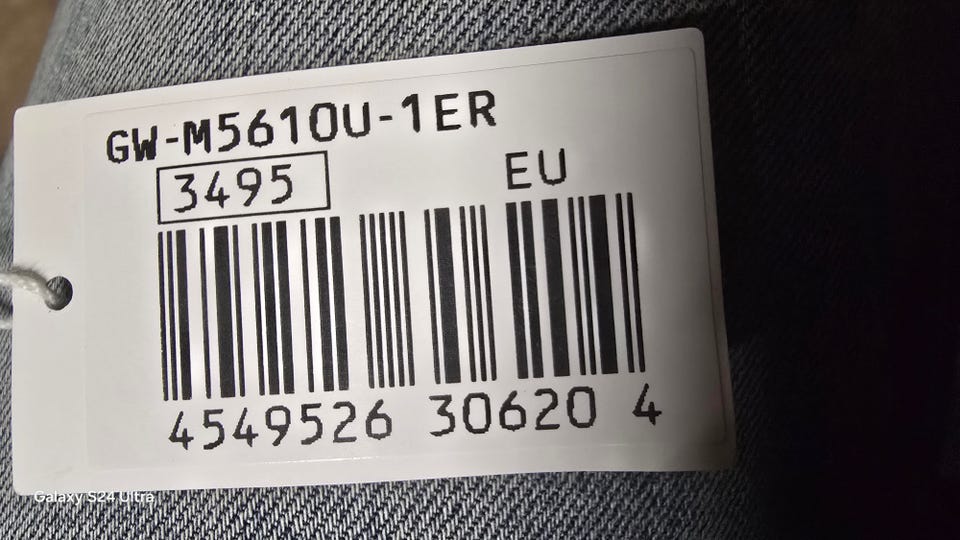 GW-M5610U-1ER
3495
EU
4549526 30620 4
Galaxy S24 Ultra